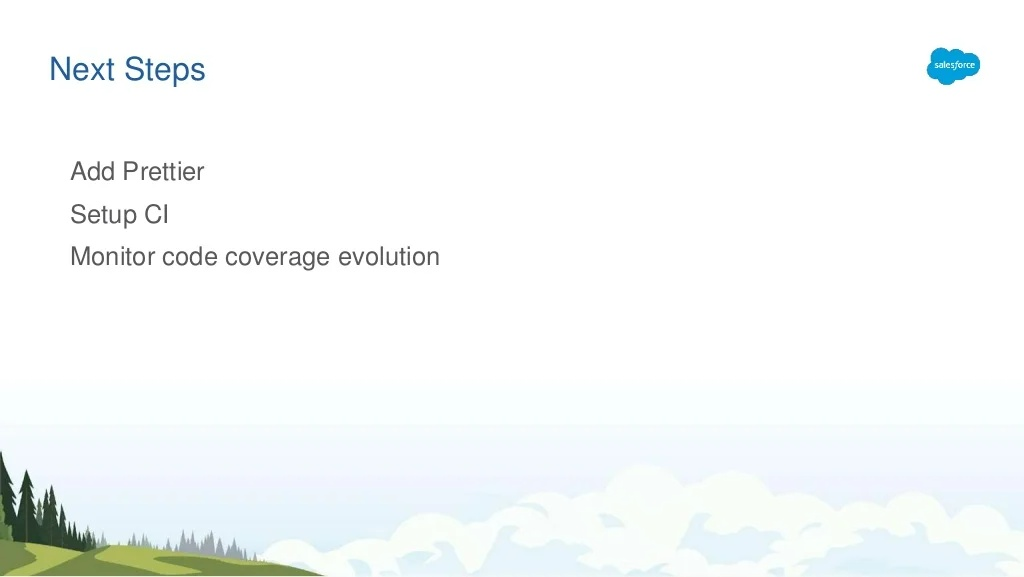 Next Steps
salesforce
Add Prettier
Setup CI
Monitor code coverage evolution